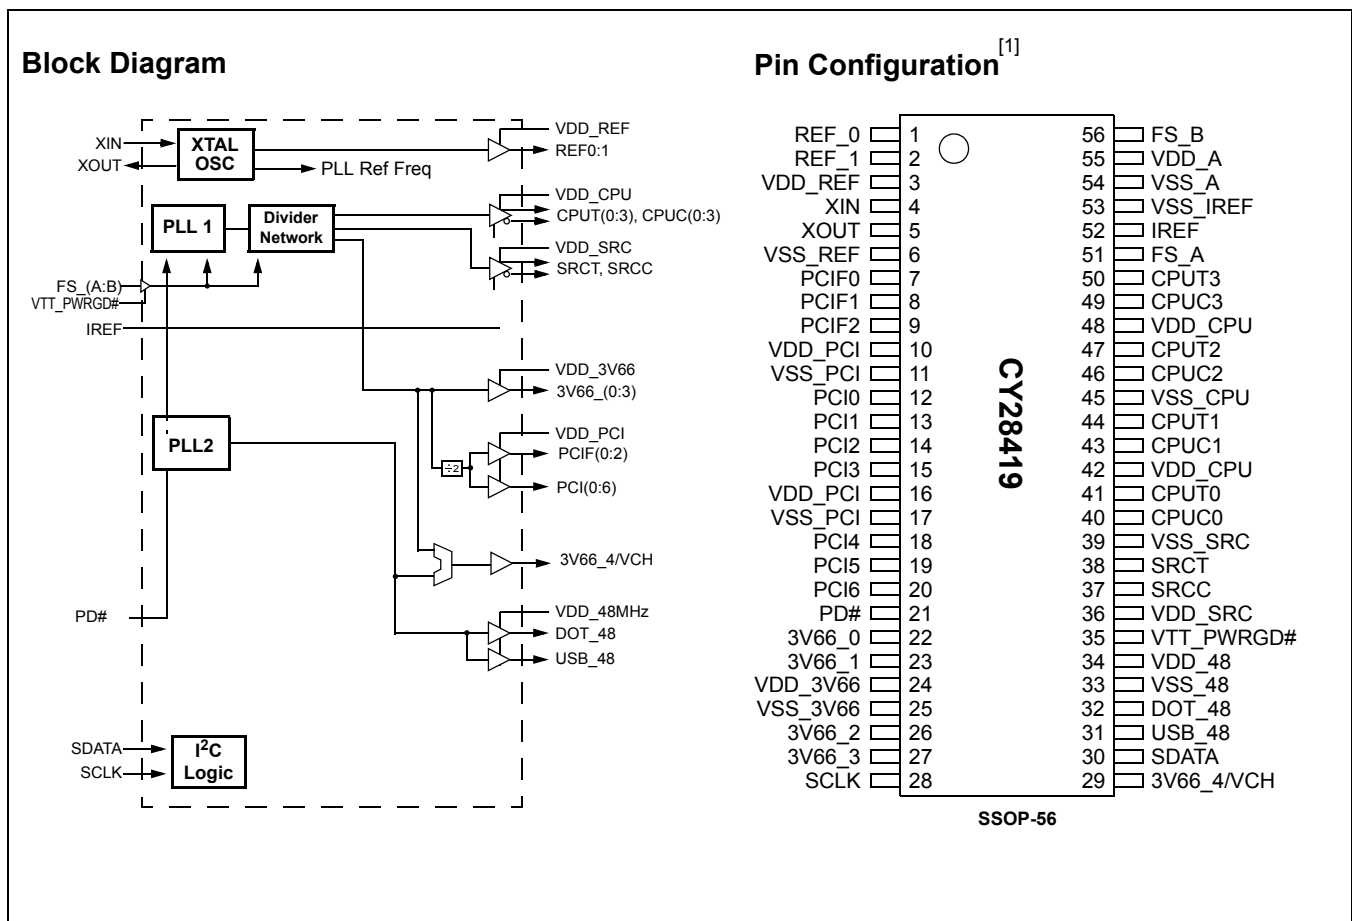 Block Diagram
XIN
XOUT
XTAL
OSC
VDD_REF
REF0:1
PLL Ref Freq
PLL 1
Divider
Network
VDD_CPU
CPUT(0:3), CPUC(0:3)
VDD_SRC
SRCT, SRCC
FS_(A:B)
VTT_PWRGD#
IREF
VDD_3V66
3V66_(0:3)
PLL2
VDD_PCI
PCIF(0:2)
÷2
PCI(0:6)
3V66_4/VCH
PD#
VDD_48MHz
DOT_48
USB_48
SDATA
SCLK
I²C
Logic
Pin Configuration[1]
REF_0 1 56 FS_B
REF_1 2 55 VDD_A
VDD_REF 3 54 VSS_A
XIN 4 53 VSS_IREF
XOUT 5 52 IREF
VSS_REF 6 51 FS_A
PCIF0 7 50 CPUT3
PCIF1 8 49 CPUC3
PCIF2 9 48 VDD_CPU
VDD_PCI 10 47 CPUT2
VSS_PCI 11 46 CPUC2
PCI0 12 45 VSS_CPU
PCI1 13 44 CPUT1
PCI2 14 43 CPUC1
PCI3 15 42 VDD_CPU
VDD_PCI 16 41 CPUT0
VSS_PCI 17 40 CPUC0
PCI4 18 39 VSS_SRC
PCI5 19 38 SRCT
PCI6 20 37 SRCC
PD# 21 36 VDD_SRC
3V66_0 22 35 VTT_PWRGD#
3V66_1 23 34 VDD_48
VDD_3V66 24 33 VSS_48
VSS_3V66 25 32 DOT_48
3V66_2 26 31 USB_48
3V66_3 27 30 SDATA
SCLK 28 29 3V66_4/VCH
CY28419
SSOP-56